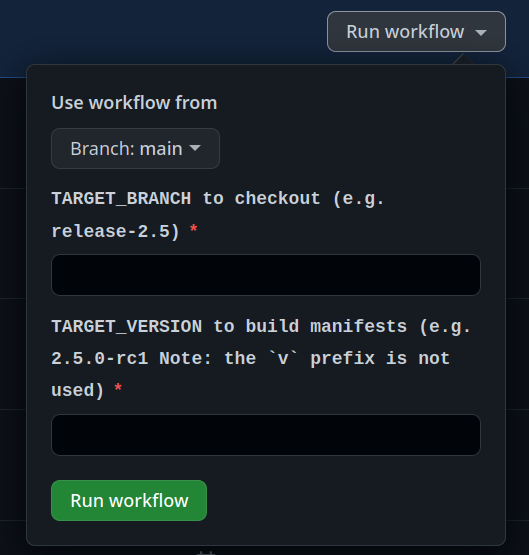 Run workflow
Use workflow from
Branch: main
TARGET_BRANCH to checkout (e.g.
release-2.5) *
TARGET_VERSION to build manifests (e.g.
2.5.0-rc1 Note: the `v` prefix is not
used) *
Run workflow